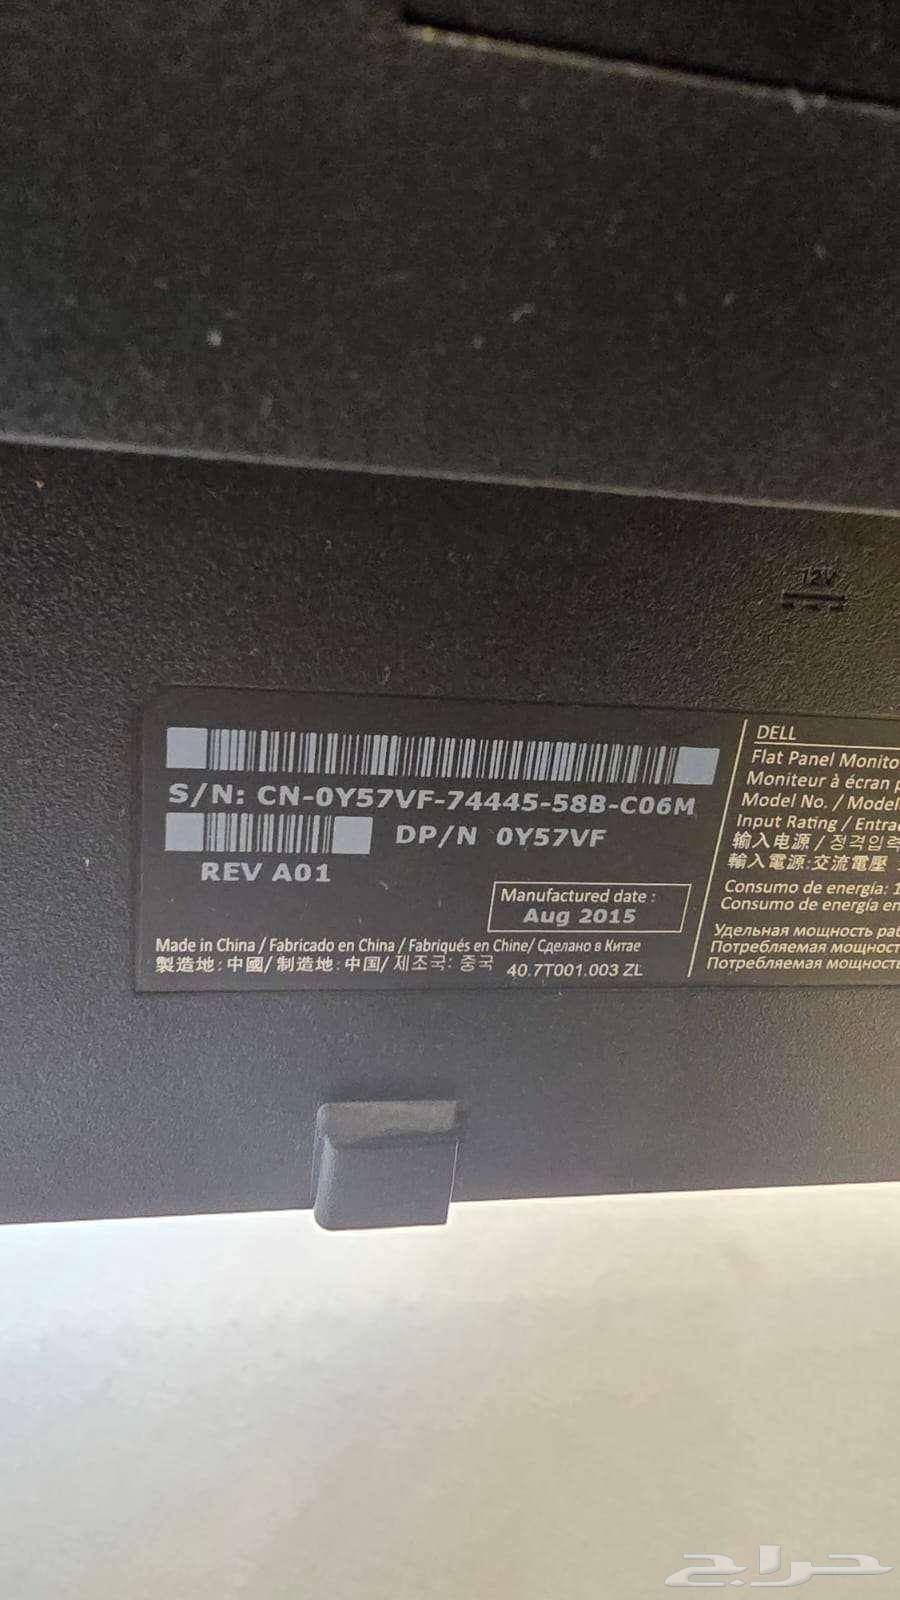 12V
S/N: CN-0Y57VF-74445-58B-C06M
DP/N 0Y57VF
REV A01
Manufactured date :
Aug 2015
Made in China / Fabricado en China / Fabriqués en Chine/ Сделано в Китае
製造地:中國/ 制造地:中国/ 제조국: 중국
40.7T001.003 ZL
DELL
Flat Panel Monito
Moniteur à écran p
Model No. / Model
Input Rating / Entra
输入电源 / 정격입력
輸入電源:交流電壓
Consumo de energía: 1
Consumo de energía en
Удельная мощность ра
Потребляемая мощност
Потребляемая мощност
حراج